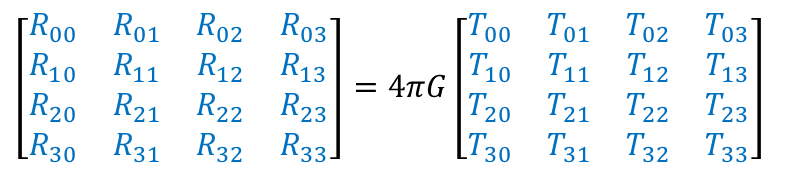 R₀₀ R₀₁ R₀₂ R₀₃ T₀₀ T₀₁ T₀₂ T₀₃
R₁₀ R₁₁ R₁₂ R₁₃ T₁₀ T₁₁ T₁₂ T₁₃
= 4πG
R₂₀ R₂₁ R₂₂ R₂₃ T₂₀ T₂₁ T₂₂ T₂₃
R₃₀ R₃₁ R₃₂ R₃₃ T₃₀ T₃₁ T₃₂ T₃₃